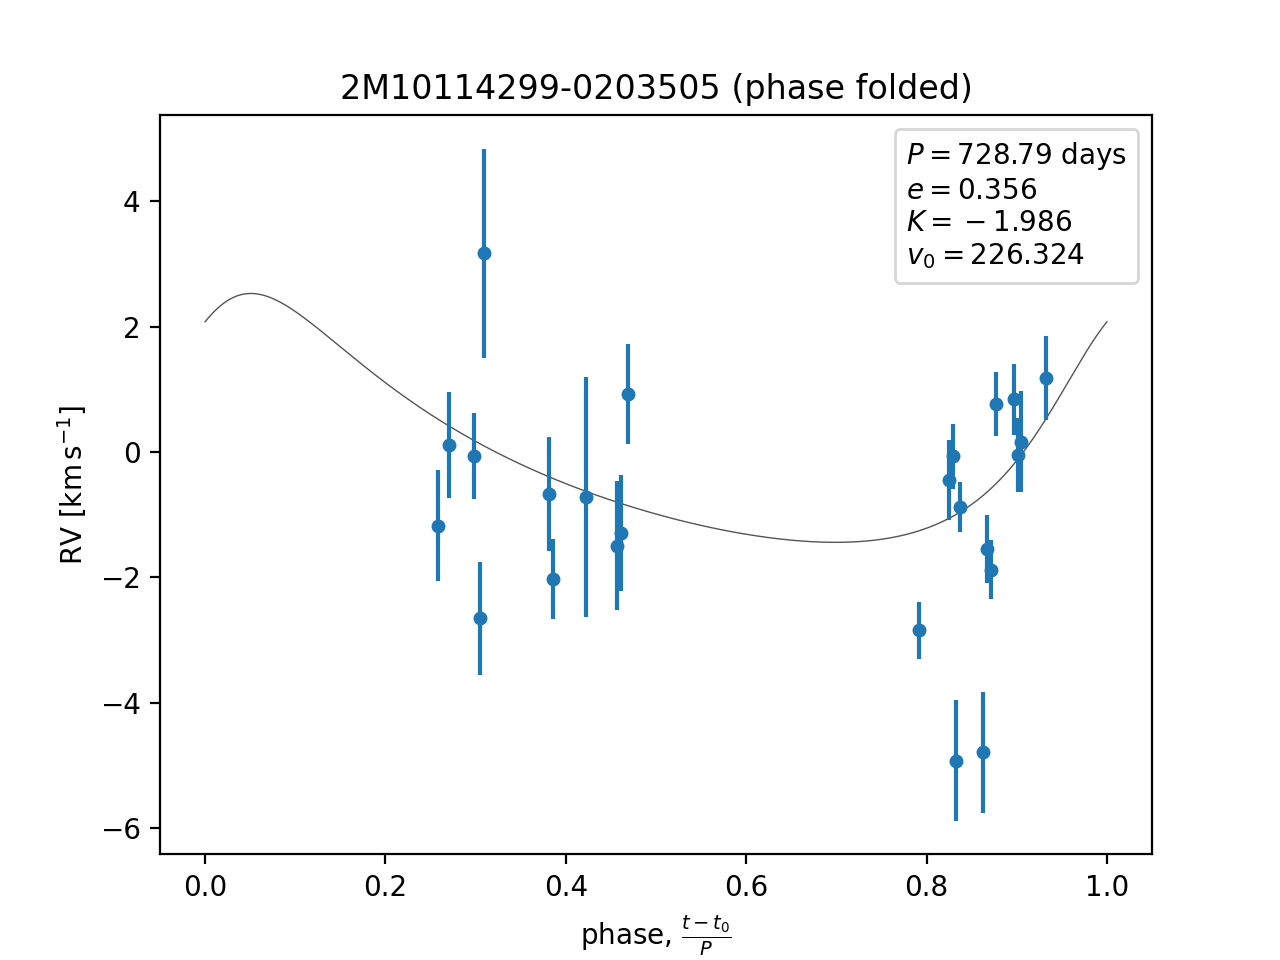 2M10114299-0203505 (phase folded)
P = 728.79 days
e = 0.356
K = −1.986
v₀ = 226.324
RV [km s⁻¹]
4
2
0
−2
−4
−6
0.0 0.2 0.4 0.6 0.8 1.0
phase, (t − t₀)/P